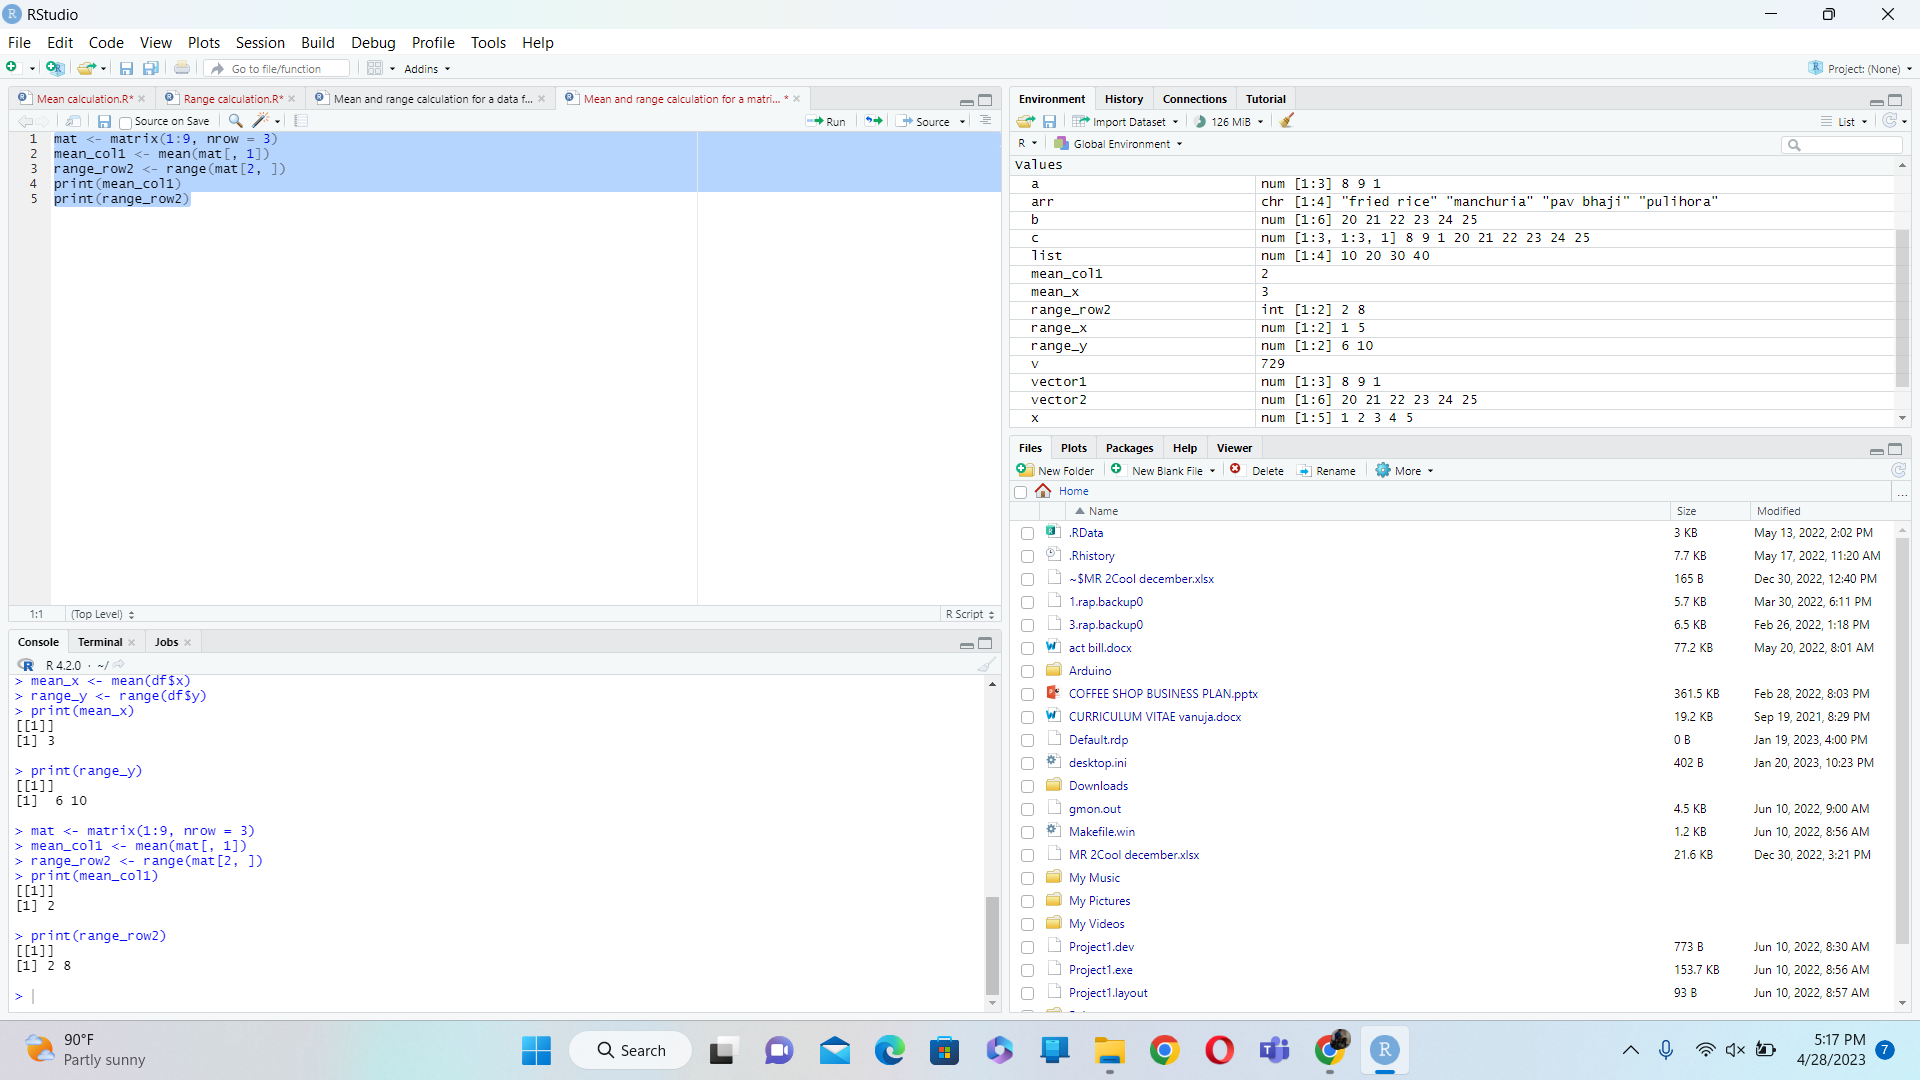 RStudio
File Edit Code View Plots Session Build Debug Profile Tools Help
Go to file/function Addins Project: (None)
Mean calculation.R* Range calculation.R* Mean and range calculation for a data f... Mean and range calculation for a matri... *
Source on Save Run Source
1 mat <- matrix(1:9, nrow = 3)
2 mean_col1 <- mean(mat[, 1])
3 range_row2 <- range(mat[2, ])
4 print(mean_col1)
5 print(range_row2)
1:1 (Top Level) R Script
Console Terminal Jobs
R 4.2.0 · ~/
> mean_x <- mean(df$x)
> range_y <- range(df$y)
> print(mean_x)
[[1]]
[1] 3
> print(range_y)
[[1]]
[1]  6 10
> mat <- matrix(1:9, nrow = 3)
> mean_col1 <- mean(mat[, 1])
> range_row2 <- range(mat[2, ])
> print(mean_col1)
[[1]]
[1] 2
> print(range_row2)
[[1]]
[1] 2 8
>
Environment History Connections Tutorial
Import Dataset 126 MiB List
R Global Environment
Values
a num [1:3] 8 9 1
arr chr [1:4] "fried rice" "manchuria" "pav bhaji" "pulihora"
b num [1:6] 20 21 22 23 24 25
c num [1:3, 1:3, 1] 8 9 1 20 21 22 23 24 25
list num [1:4] 10 20 30 40
mean_col1 2
mean_x 3
range_row2 int [1:2] 2 8
range_x num [1:2] 1 5
range_y num [1:2] 6 10
v 729
vector1 num [1:3] 8 9 1
vector2 num [1:6] 20 21 22 23 24 25
x num [1:5] 1 2 3 4 5
Files Plots Packages Help Viewer
New Folder New Blank File Delete Rename More
Home ...
Name Size Modified
.RData 3 KB May 13, 2022, 2:02 PM
.Rhistory 7.7 KB May 17, 2022, 11:20 AM
~$MR 2Cool december.xlsx 165 B Dec 30, 2022, 12:40 PM
1.rap.backup0 5.7 KB Mar 30, 2022, 6:11 PM
3.rap.backup0 6.5 KB Feb 26, 2022, 1:18 PM
act bill.docx 77.2 KB May 20, 2022, 8:01 AM
Arduino
COFFEE SHOP BUSINESS PLAN.pptx 361.5 KB Feb 28, 2022, 8:03 PM
CURRICULUM VITAE vanuja.docx 19.2 KB Sep 19, 2021, 8:29 PM
Default.rdp 0 B Jan 19, 2023, 4:00 PM
desktop.ini 402 B Jan 20, 2023, 10:23 PM
Downloads
gmon.out 4.5 KB Jun 10, 2022, 9:00 AM
Makefile.win 1.2 KB Jun 10, 2022, 8:56 AM
MR 2Cool december.xlsx 21.6 KB Dec 30, 2022, 3:21 PM
My Music
My Pictures
My Videos
Project1.dev 773 B Jun 10, 2022, 8:30 AM
Project1.exe 153.7 KB Jun 10, 2022, 8:56 AM
Project1.layout 93 B Jun 10, 2022, 8:57 AM
90°F
Partly sunny
Search
5:17 PM
4/28/2023
7